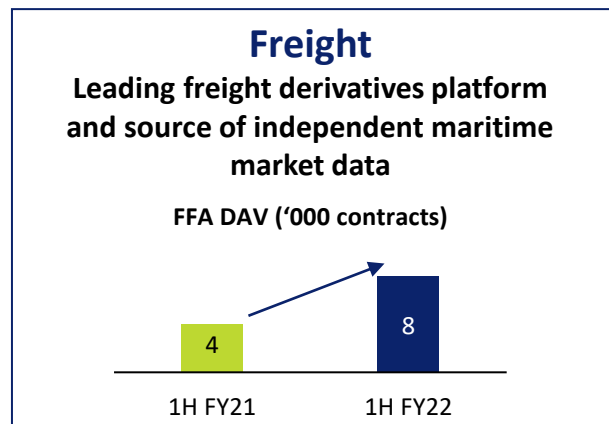 Freight
Leading freight derivatives platform
and source of independent maritime
market data
FFA DAV (‘000 contracts)
4
8
1H FY21
1H FY22